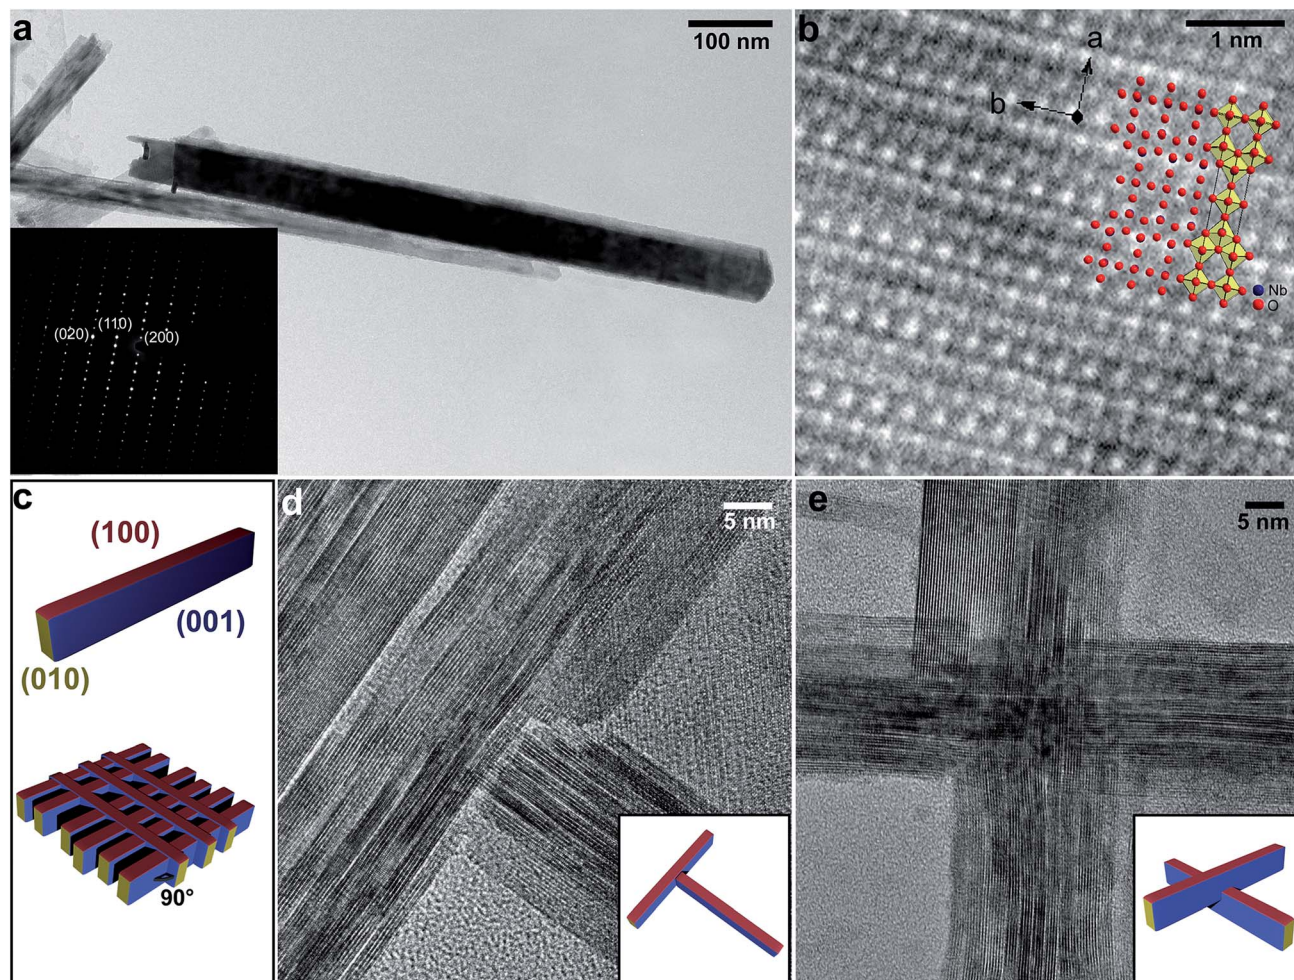 a
100 nm
(020)
(110)
(200)
b
1 nm
a
b
Nb
O
c
(100)
(001)
(010)
90°
d
5 nm
e
5 nm